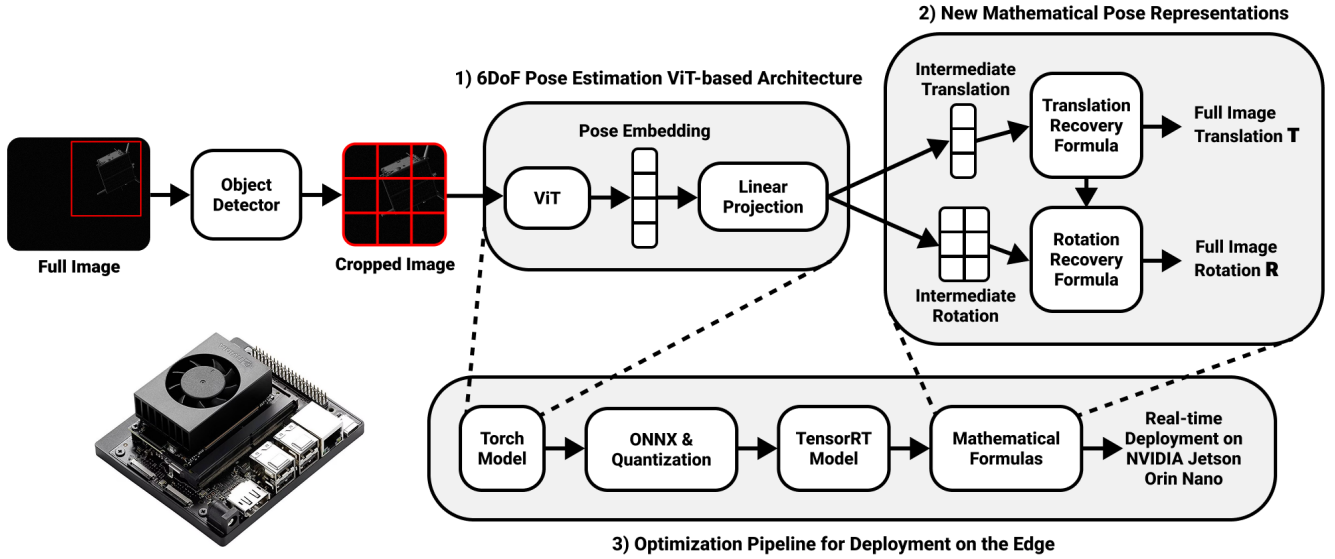 2) New Mathematical Pose Representations
1) 6DoF Pose Estimation ViT-based Architecture
Full Image
Object
Detector
Cropped Image
ViT
Pose Embedding
Linear
Projection
Intermediate
Translation
Translation
Recovery
Formula
Full Image
Translation T
Intermediate
Rotation
Rotation
Recovery
Formula
Full Image
Rotation R
Torch
Model
ONNX &
Quantization
TensorRT
Model
Mathematical
Formulas
Real-time
Deployment on
NVIDIA Jetson
Orin Nano
3) Optimization Pipeline for Deployment on the Edge